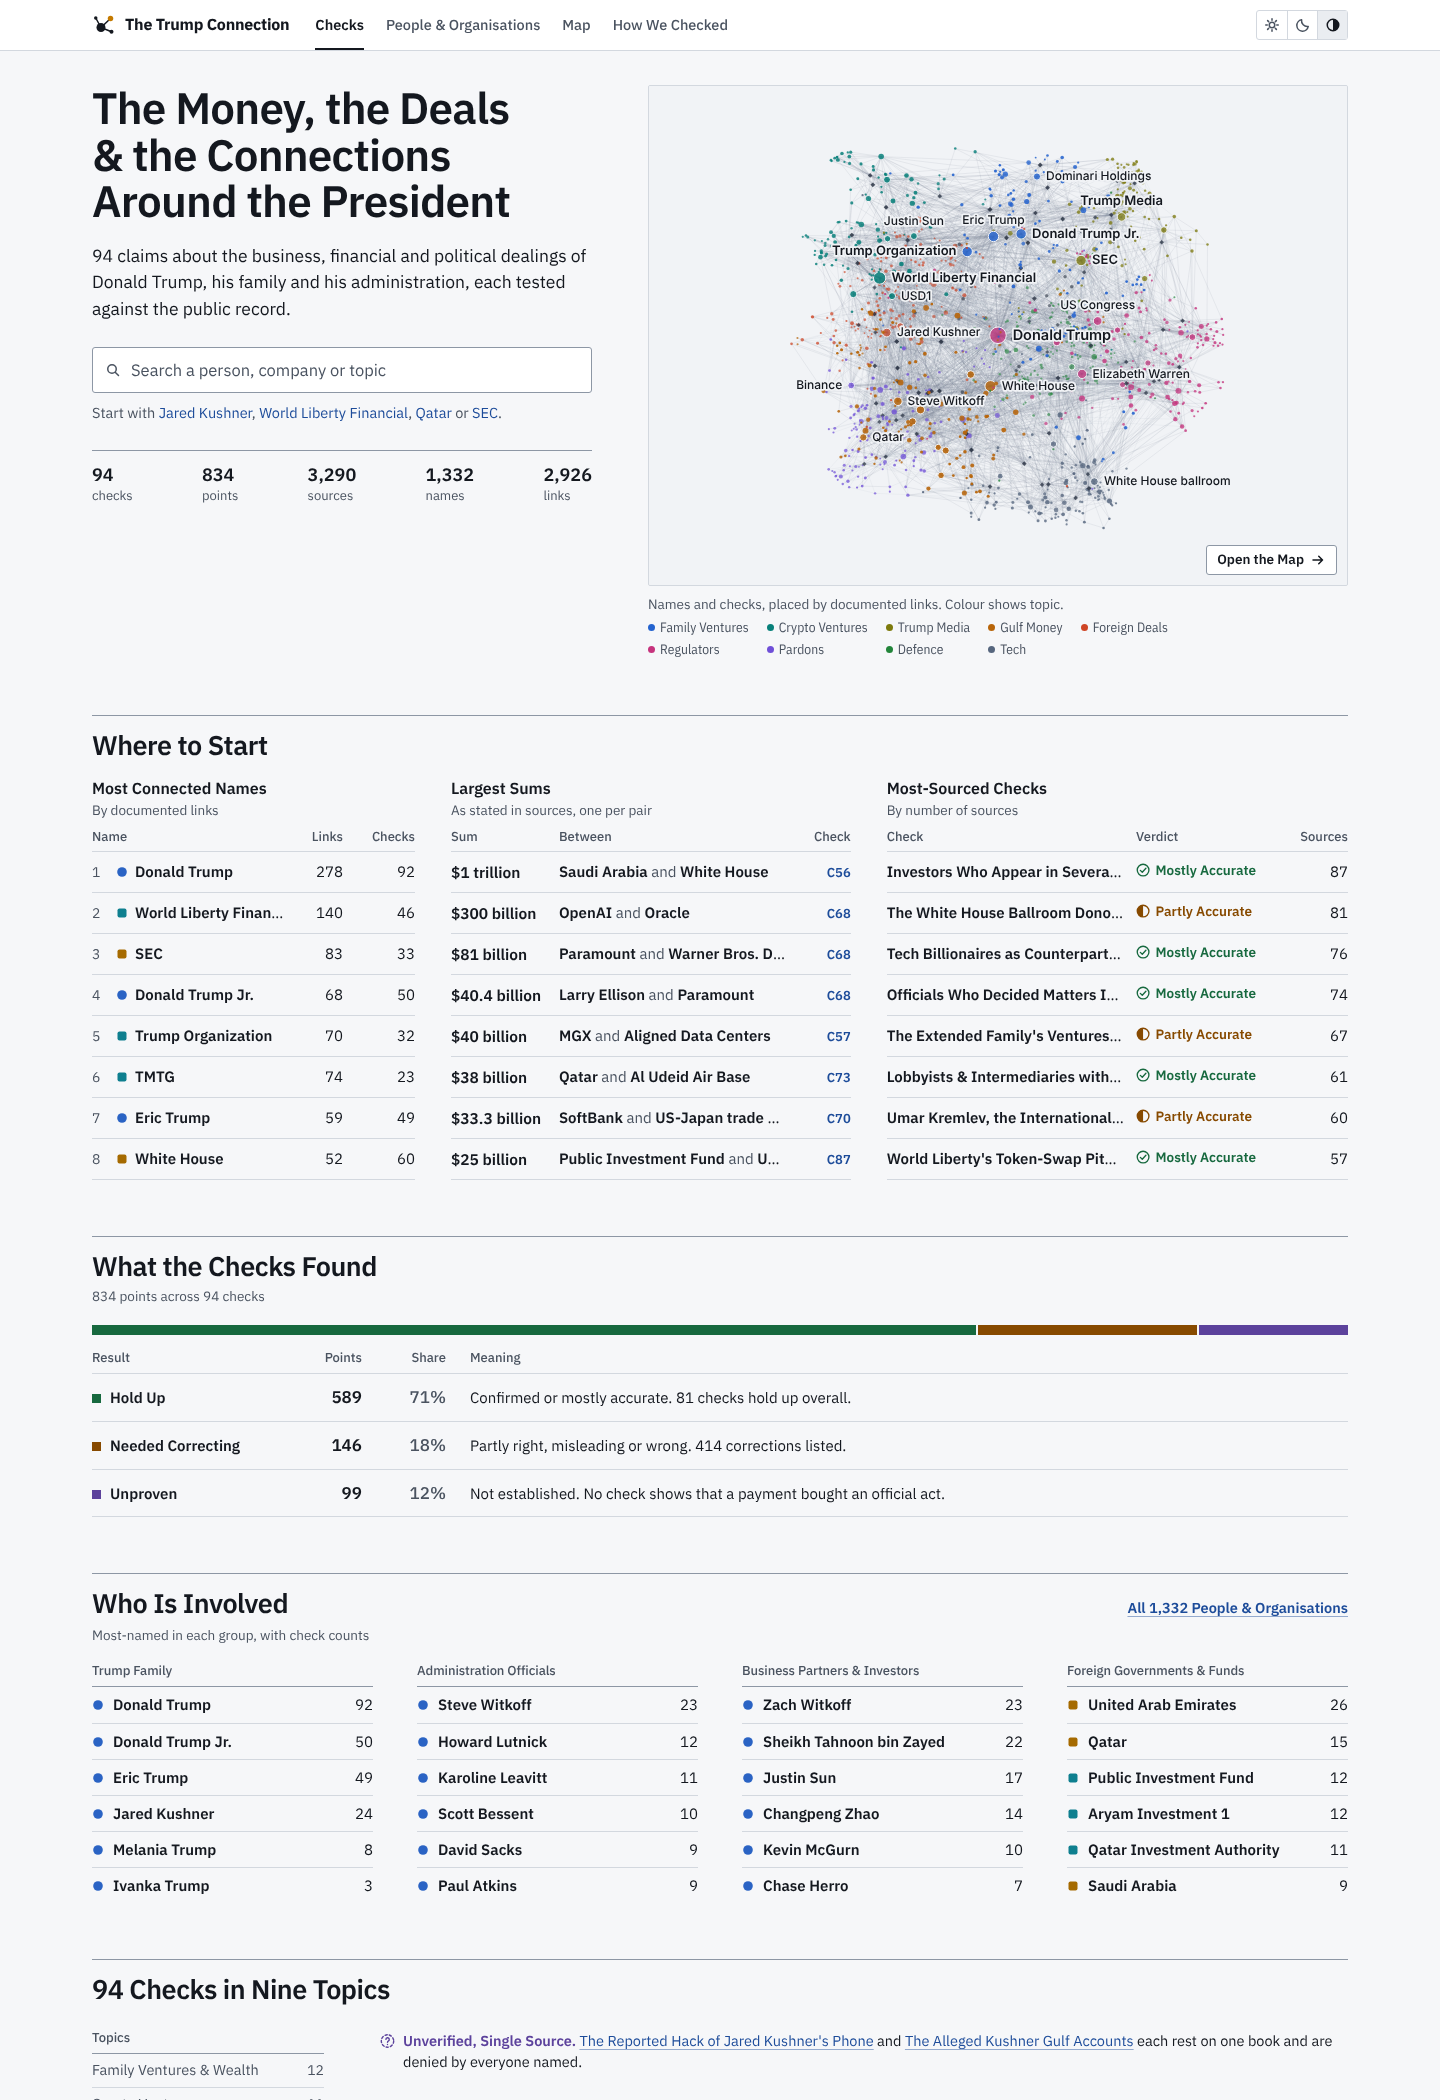 The Trump Connection
Checks
People & Organisations
Map
How We Checked
The Money, the Deals
& the Connections
Around the President
94 claims about the business, financial and political dealings of
Donald Trump, his family and his administration, each tested
against the public record.
Search a person, company or topic
Start with Jared Kushner, World Liberty Financial, Qatar or SEC.
94 834 3,290 1,332 2,926
checks points sources names links
Dominari Holdings
Trump Media
Justin Sun Eric Trump
Donald Trump Jr.
Trump Organization
SEC
World Liberty Financial
USD1
US Congress
Jared Kushner
Donald Trump
Elizabeth Warren
Binance
White House
Steve Witkoff
Qatar
White House ballroom
Open the Map →
Names and checks, placed by documented links. Colour shows topic.
Family Ventures Crypto Ventures Trump Media Gulf Money Foreign Deals
Regulators Pardons Defence Tech
Where to Start
Most Connected Names
By documented links
Name Links Checks
1 Donald Trump 278 92
2 World Liberty Finan... 140 46
3 SEC 83 33
4 Donald Trump Jr. 68 50
5 Trump Organization 70 32
6 TMTG 74 23
7 Eric Trump 59 49
8 White House 52 60
Largest Sums
As stated in sources, one per pair
Sum Between Check
$1 trillion Saudi Arabia and White House C56
$300 billion OpenAI and Oracle C68
$81 billion Paramount and Warner Bros. D... C68
$40.4 billion Larry Ellison and Paramount C68
$40 billion MGX and Aligned Data Centers C57
$38 billion Qatar and Al Udeid Air Base C73
$33.3 billion SoftBank and US-Japan trade ... C70
$25 billion Public Investment Fund and U... C87
Most-Sourced Checks
By number of sources
Check Verdict Sources
Investors Who Appear in Severa... Mostly Accurate 87
The White House Ballroom Dono... Partly Accurate 81
Tech Billionaires as Counterpart... Mostly Accurate 76
Officials Who Decided Matters I... Mostly Accurate 74
The Extended Family's Ventures... Partly Accurate 67
Lobbyists & Intermediaries with... Mostly Accurate 61
Umar Kremlev, the International... Partly Accurate 60
World Liberty's Token-Swap Pit... Mostly Accurate 57
What the Checks Found
834 points across 94 checks
Result Points Share Meaning
Hold Up 589 71% Confirmed or mostly accurate. 81 checks hold up overall.
Needed Correcting 146 18% Partly right, misleading or wrong. 414 corrections listed.
Unproven 99 12% Not established. No check shows that a payment bought an official act.
Who Is Involved
All 1,332 People & Organisations
Most-named in each group, with check counts
Trump Family
Donald Trump 92
Donald Trump Jr. 50
Eric Trump 49
Jared Kushner 24
Melania Trump 8
Ivanka Trump 3
Administration Officials
Steve Witkoff 23
Howard Lutnick 12
Karoline Leavitt 11
Scott Bessent 10
David Sacks 9
Paul Atkins 9
Business Partners & Investors
Zach Witkoff 23
Sheikh Tahnoon bin Zayed 22
Justin Sun 17
Changpeng Zhao 14
Kevin McGurn 10
Chase Herro 7
Foreign Governments & Funds
United Arab Emirates 26
Qatar 15
Public Investment Fund 12
Aryam Investment 1 12
Qatar Investment Authority 11
Saudi Arabia 9
94 Checks in Nine Topics
Topics
Family Ventures & Wealth 12
Unverified, Single Source. The Reported Hack of Jared Kushner's Phone and The Alleged Kushner Gulf Accounts each rest on one book and are
denied by everyone named.